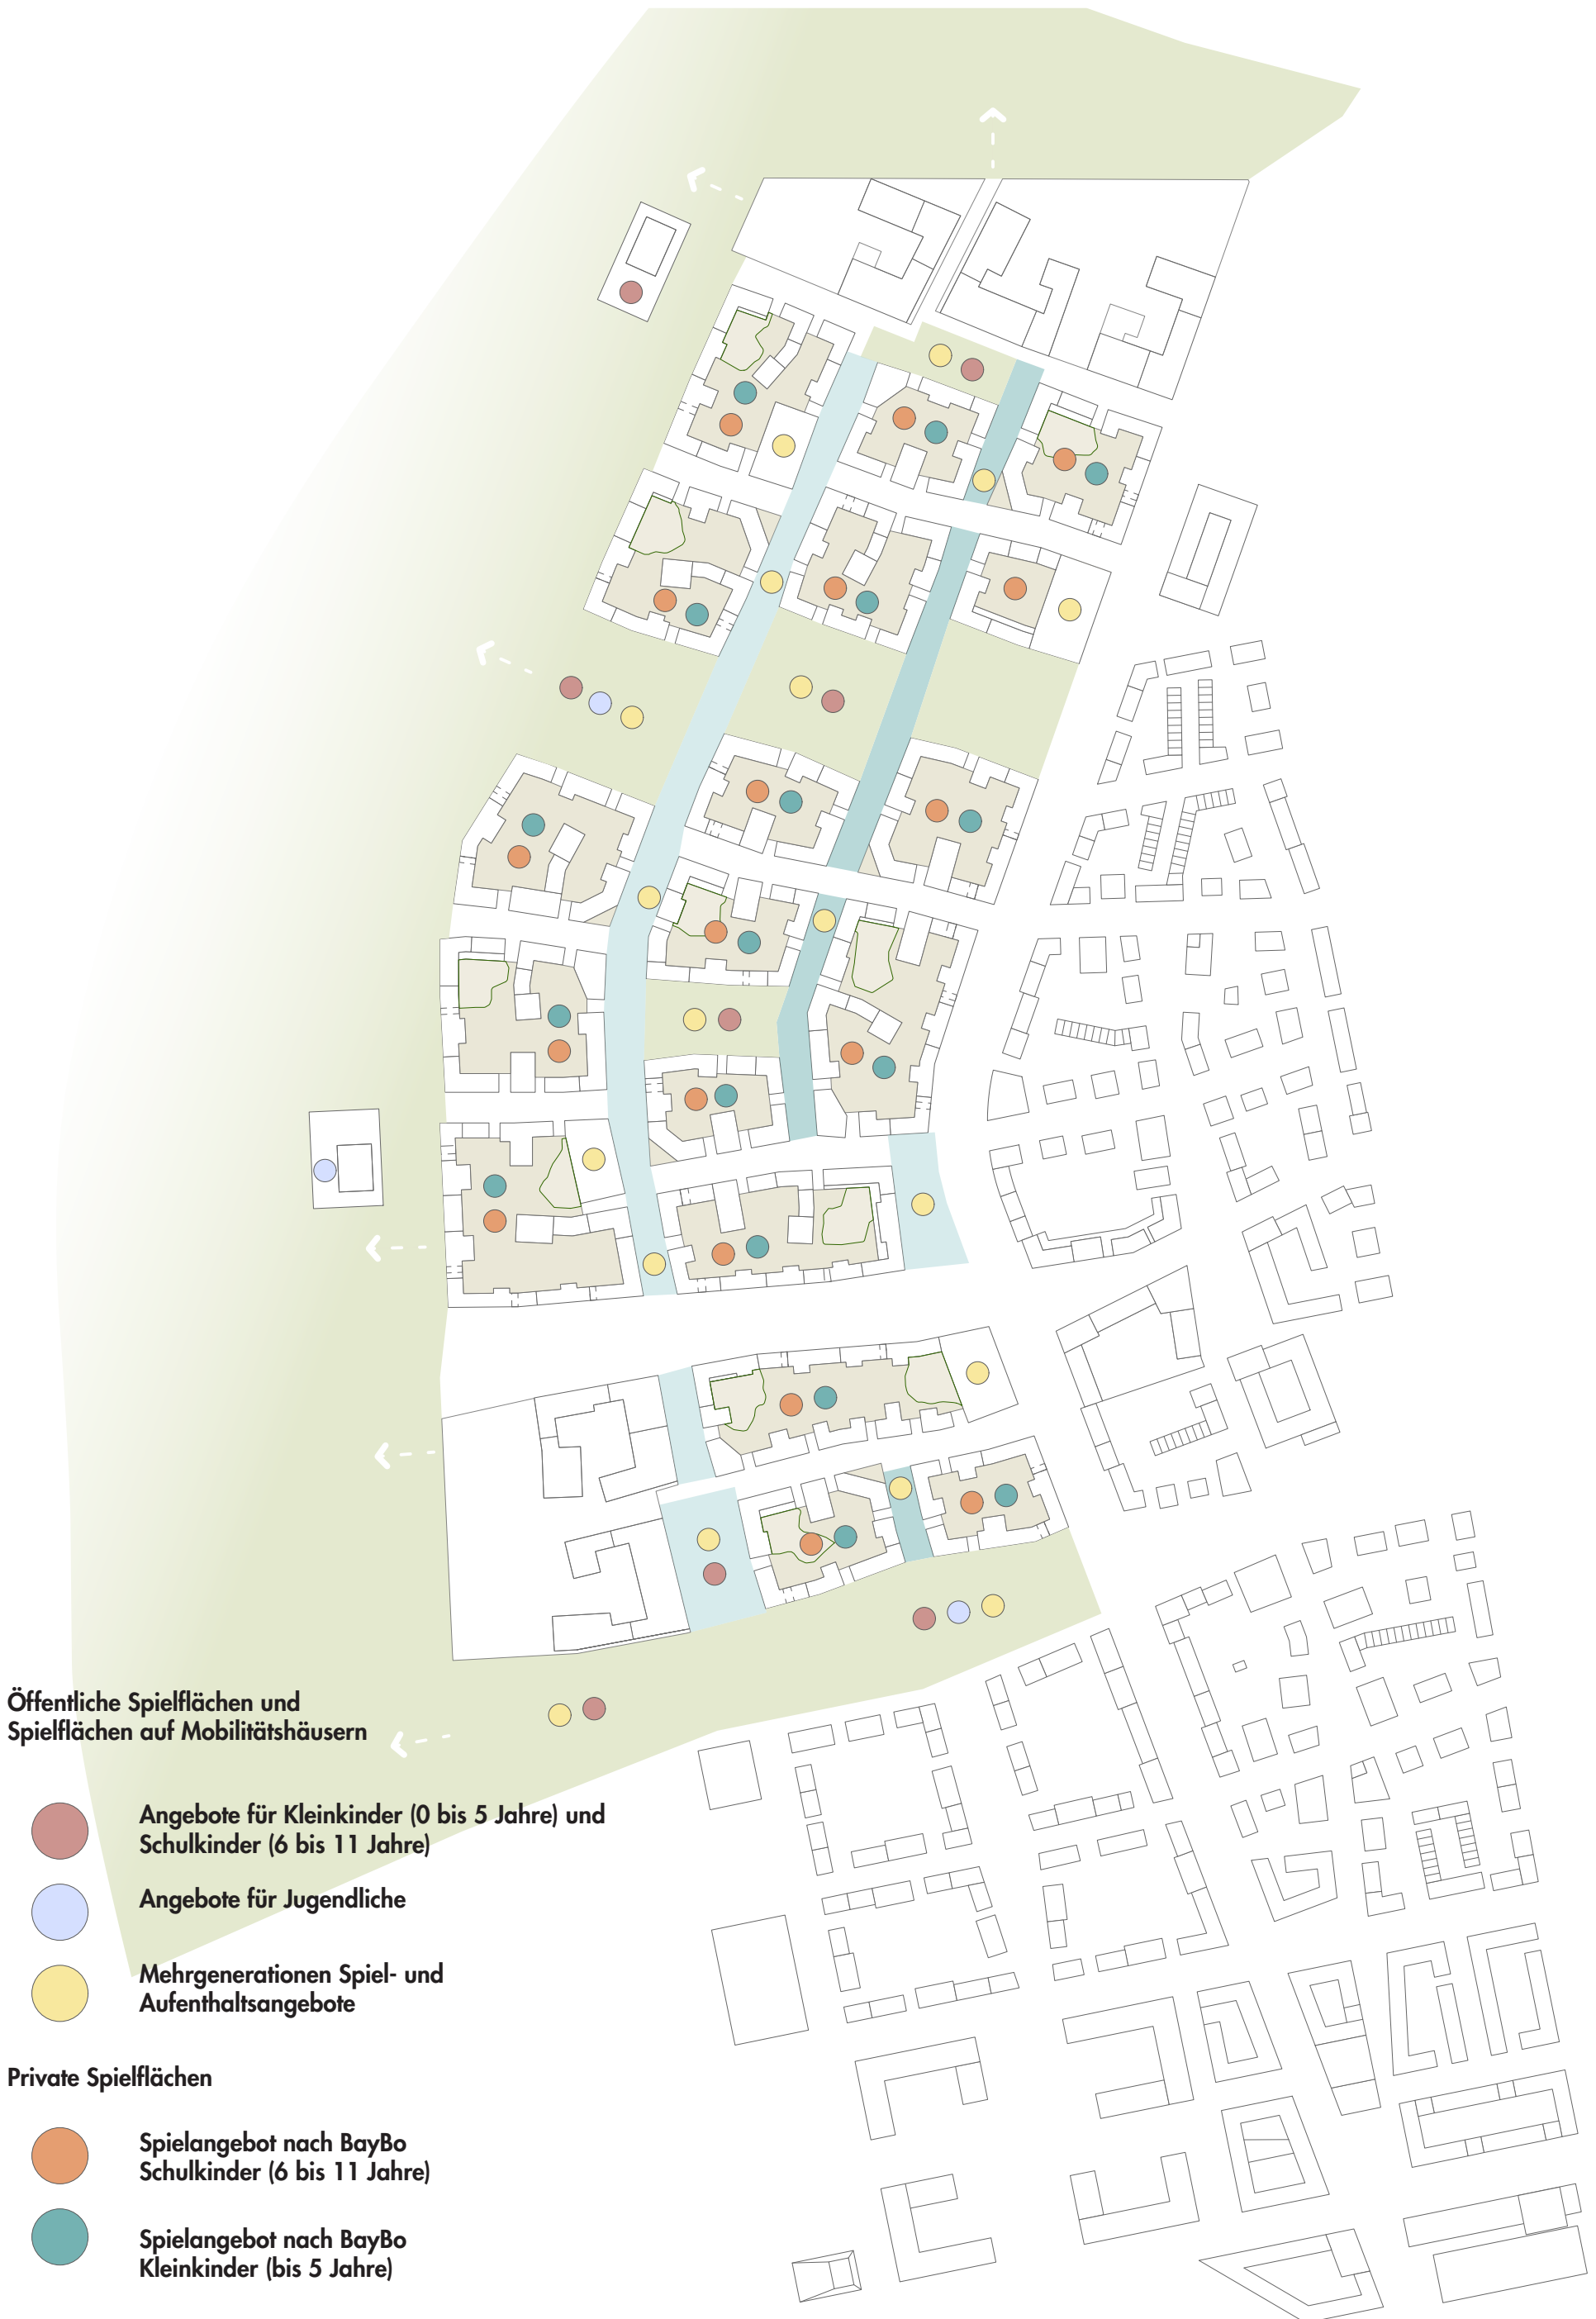 Öffentliche Spielflächen und
Spielflächen auf Mobilitätshäusern
Angebote für Kleinkinder (0 bis 5 Jahre) und
Schulkinder (6 bis 11 Jahre)
Angebote für Jugendliche
Mehrgenerationen Spiel- und
Aufenthaltsangebote
Private Spielflächen
Spielangebot nach BayBo
Schulkinder (6 bis 11 Jahre)
Spielangebot nach BayBo
Kleinkinder (bis 5 Jahre)